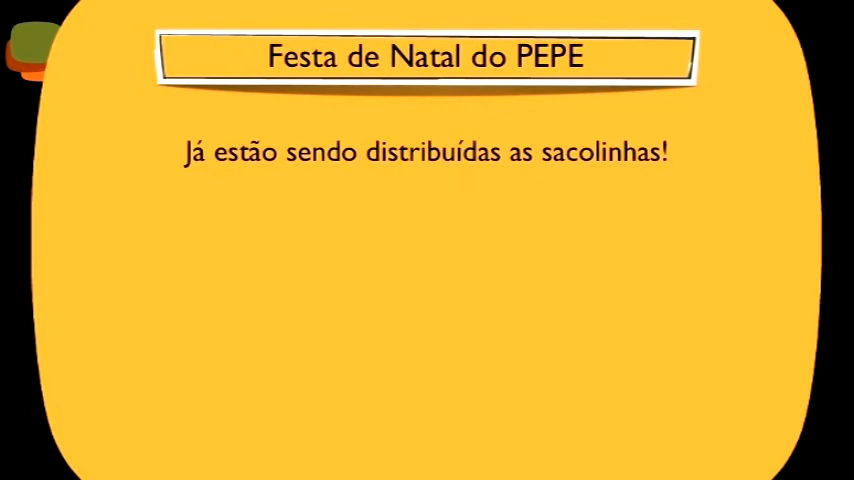 Festa de Natal do PEPE
Já estão sendo distribuídas as sacolinhas!